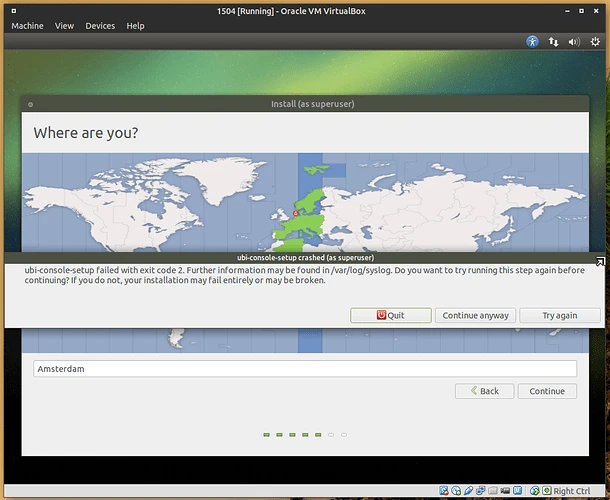 1504 [Running] - Oracle VM VirtualBox
Machine View Devices Help
Install (as superuser)
Where are you?
ubi-console-setup crashed (as superuser)
ubi-console-setup failed with exit code 2. Further information may be found in /var/log/syslog. Do you want to try running this step again before
continuing? If you do not, your installation may fail entirely or may be broken.
Quit Continue anyway Try again
Amsterdam
Back Continue
Right Ctrl